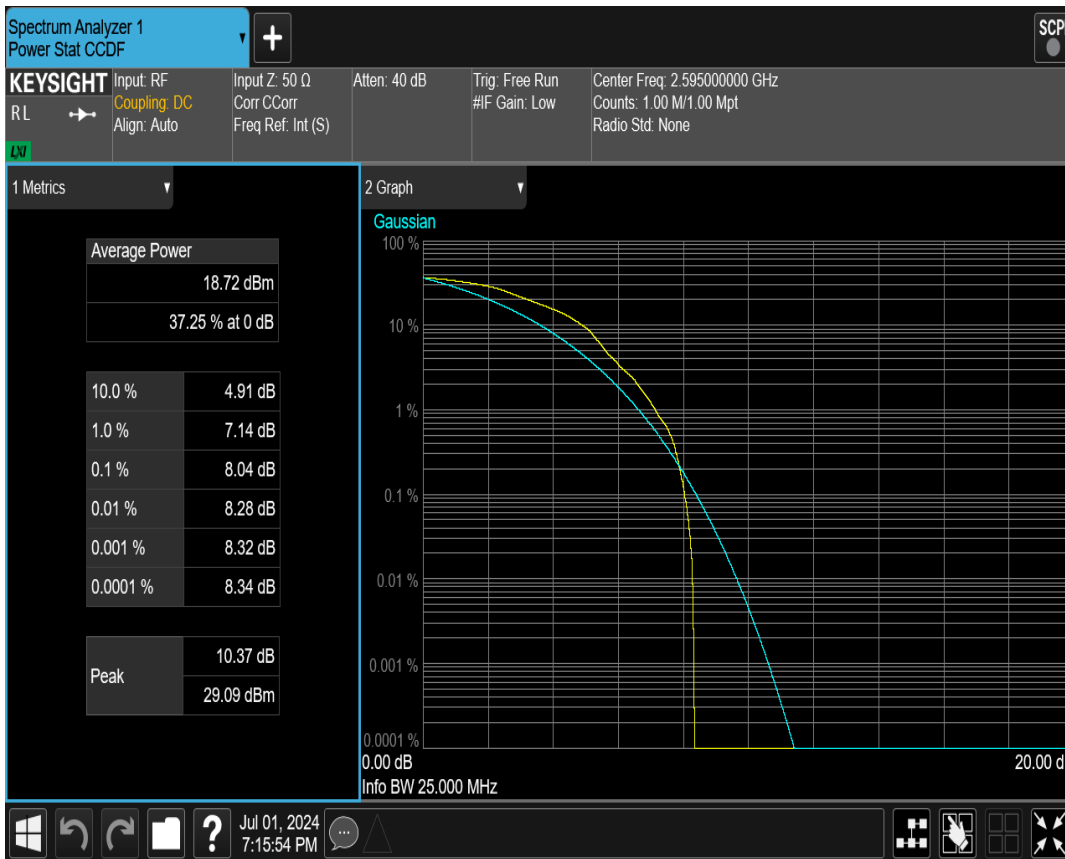 Spectrum Analyzer 1
Power Stat CCDF
+
SCP
KEYSIGHT
RL
LXI
Input: RF
Coupling: DC
Align: Auto
Input Z: 50 Ω
Corr CCorr
Freq Ref: Int (S)
Atten: 40 dB
Trig: Free Run
#IF Gain: Low
Center Freq: 2.595000000 GHz
Counts: 1.00 M/1.00 Mpt
Radio Std: None
1 Metrics
Average Power
18.72 dBm
37.25 % at 0 dB
10.0 % 4.91 dB
1.0 % 7.14 dB
0.1 % 8.04 dB
0.01 % 8.28 dB
0.001 % 8.32 dB
0.0001 % 8.34 dB
Peak
10.37 dB
29.09 dBm
2 Graph
Gaussian
100 %
10 %
1 %
0.1 %
0.01 %
0.001 %
0.0001 %
0.00 dB
20.00 d
Info BW 25.000 MHz
?
Jul 01, 2024
7:15:54 PM